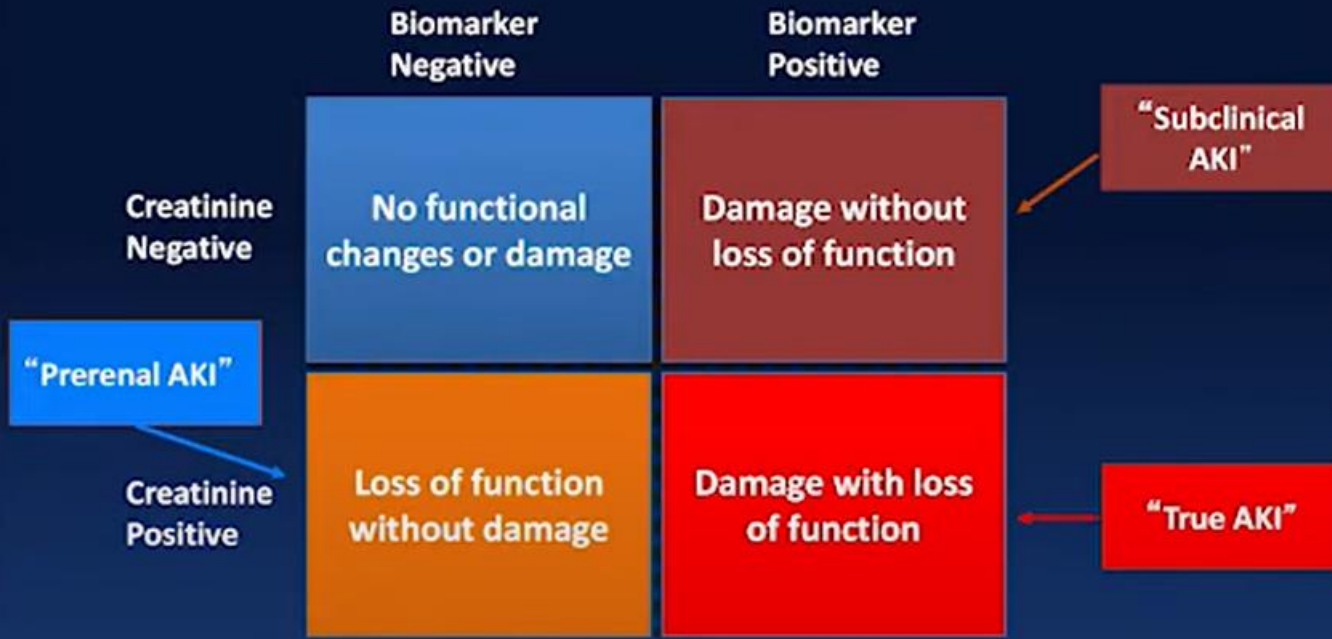 Biomarker
Negative
Biomarker
Positive
“Subclinical
AKI”
Creatinine
Negative
No functional
changes or damage
Damage without
loss of function
“Prerenal AKI”
Creatinine
Positive
Loss of function
without damage
Damage with loss
of function
“True AKI”